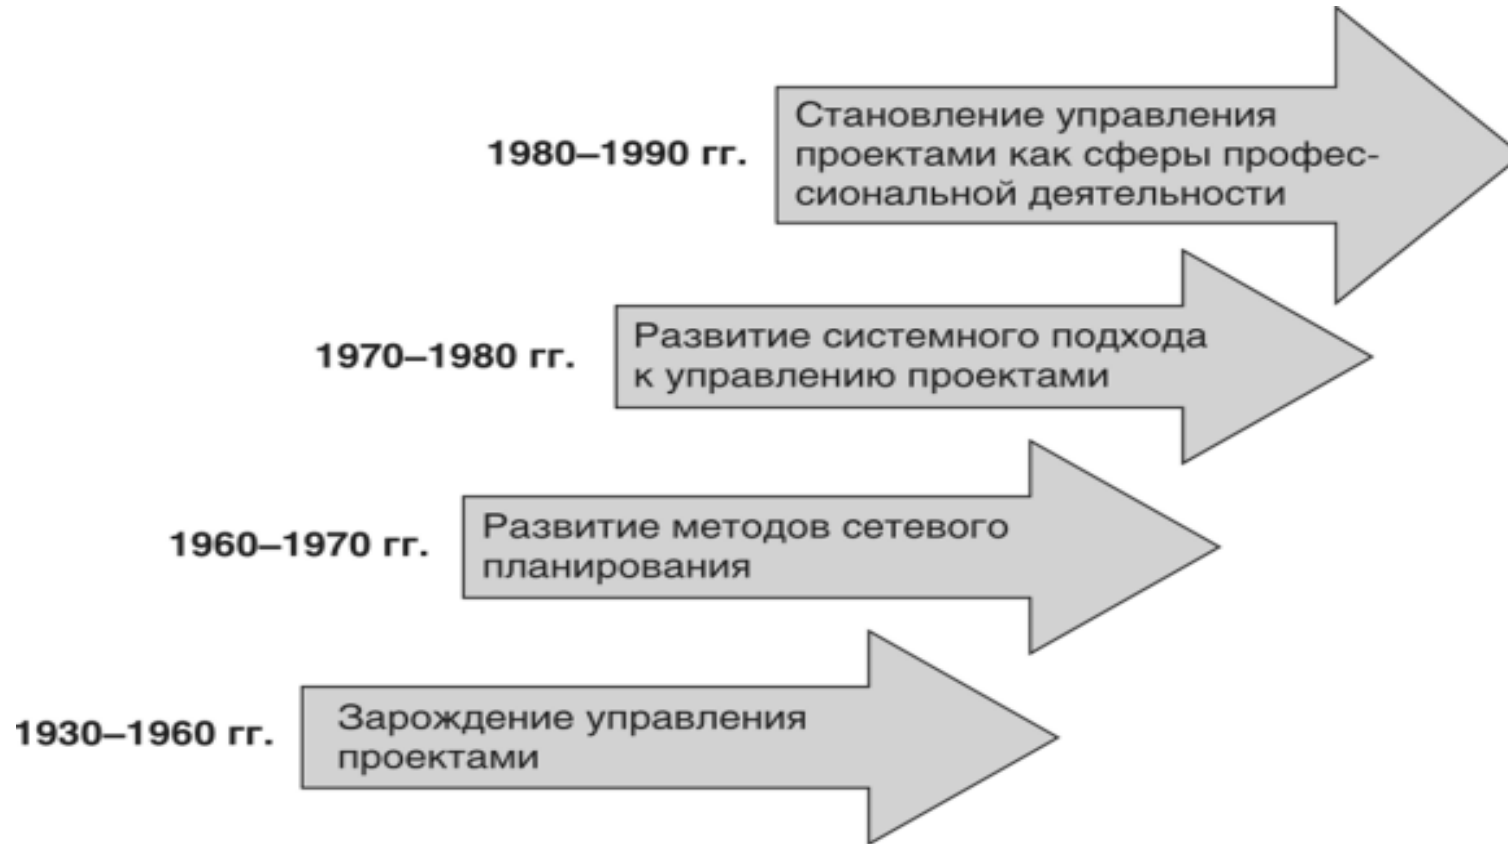 1980–1990 гг.
Становление управления
проектами как сферы профес-
сиональной деятельности
1970–1980 гг.
Развитие системного подхода
к управлению проектами
1960–1970 гг.
Развитие методов сетевого
планирования
1930–1960 гг.
Зарождение управления
проектами